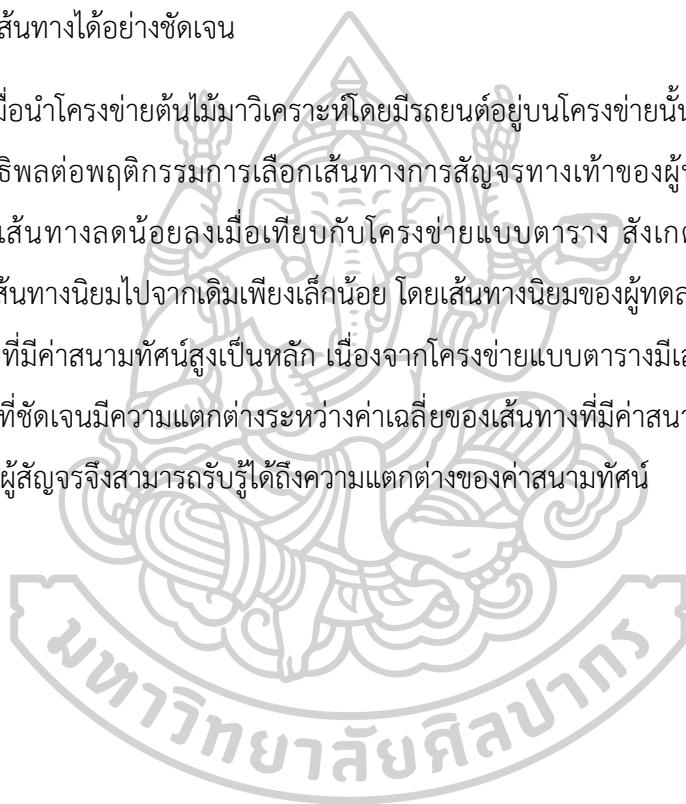 ส้นทางได้อย่างชัดเจน
มื่อนำโครงข่ายต้นไม้มาวิเคราะห์โดยมีรถยนต์อยู่บนโครงข่ายนั้น
ธิพลต่อพฤติกรรมการเลือกเส้นทางการสัญจรทางเท้าของผู้
เส้นทางลดน้อยลงเมื่อเทียบกับโครงข่ายแบบตาราง สังเก
ส้นทางนิยมไปจากเดิมเพียงเล็กน้อย โดยเส้นทางนิยมของผู้ทดล
ที่มีค่าสนามทัศน์สูงเป็นหลัก เนื่องจากโครงข่ายแบบตารางมี
ที่ชัดเจนมีความแตกต่างระหว่างค่าเฉลี่ยของเส้นทางที่มีค่าสนา
ผู้สัญจรจึงสามารถรับรู้ได้ถึงความแตกต่างของค่าสนามทัศน์
มหาวิทยาลัยศิลปากร